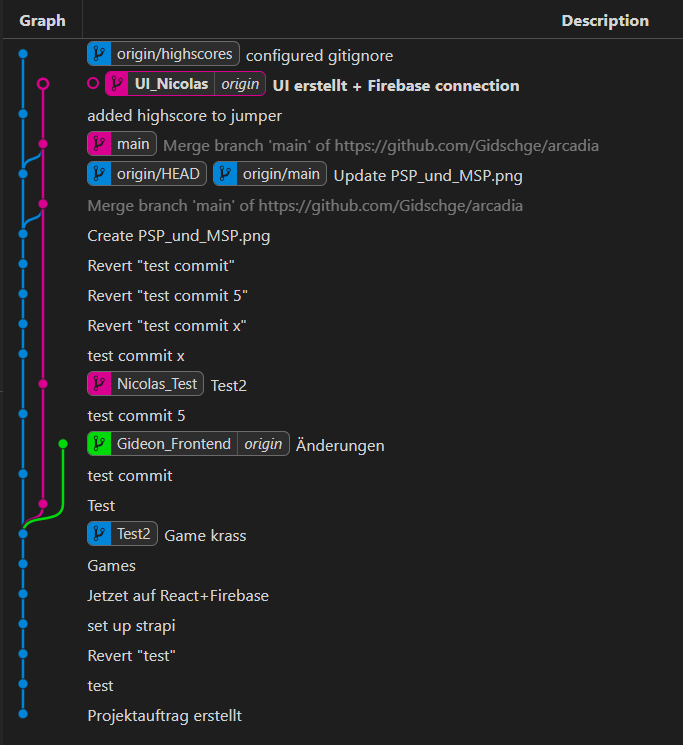 Graph Description
origin/highscores configured gitignore
UI_Nicolas origin UI erstellt + Firebase connection
added highscore to jumper
main Merge branch 'main' of https://github.com/Gidschge/arcadia
origin/HEAD origin/main Update PSP_und_MSP.png
Merge branch 'main' of https://github.com/Gidschge/arcadia
Create PSP_und_MSP.png
Revert "test commit"
Revert "test commit 5"
Revert "test commit x"
test commit x
Nicolas_Test Test2
test commit 5
Gideon_Frontend origin Änderungen
test commit
Test
Test2 Game krass
Games
Jetzet auf React+Firebase
set up strapi
Revert "test"
test
Projektauftrag erstellt